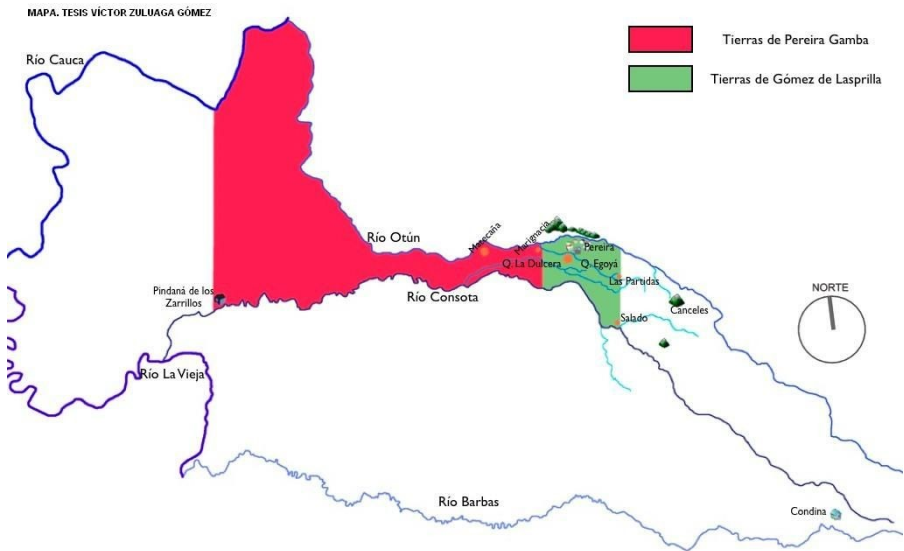 MAPA. TESIS VÍCTOR ZULUAGA GÓMEZ
Tierras de Pereira Gamba
Río Cauca
Tierras de Gómez de Lasprilla
Matecaña
Marignacia
Río Otún
Pereira
Q. La Dulcera
Q. Egoyá
Las Partidas
Río Consota
Pindaná de los
Zarrillos
NORTE
Canceles
Salado
Río La Vieja
Río Barbas
Condina